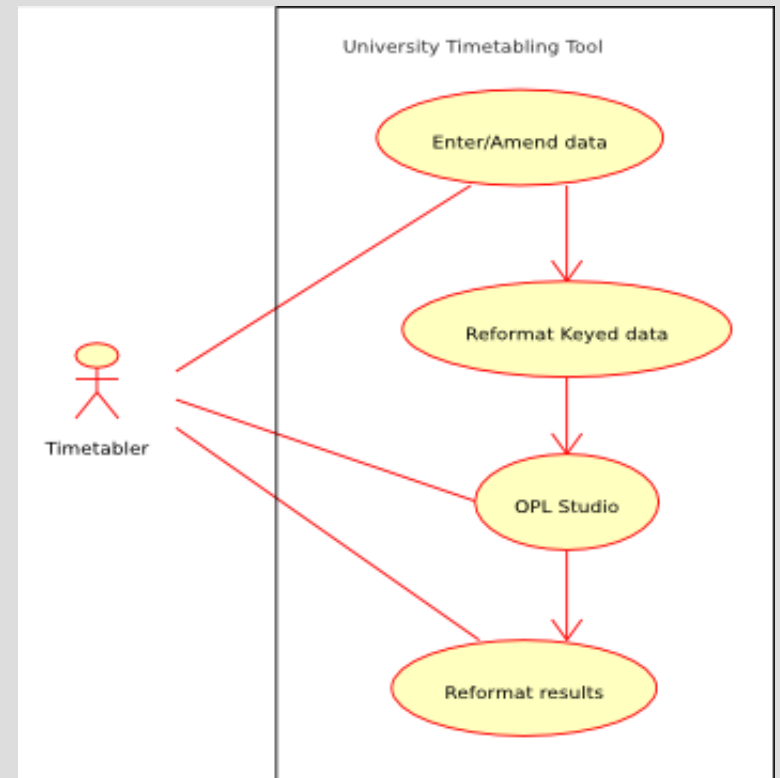 University Timetabling Tool
Enter/Amend data
Reformat Keyed data
Timetabler
OPL Studio
Reformat results